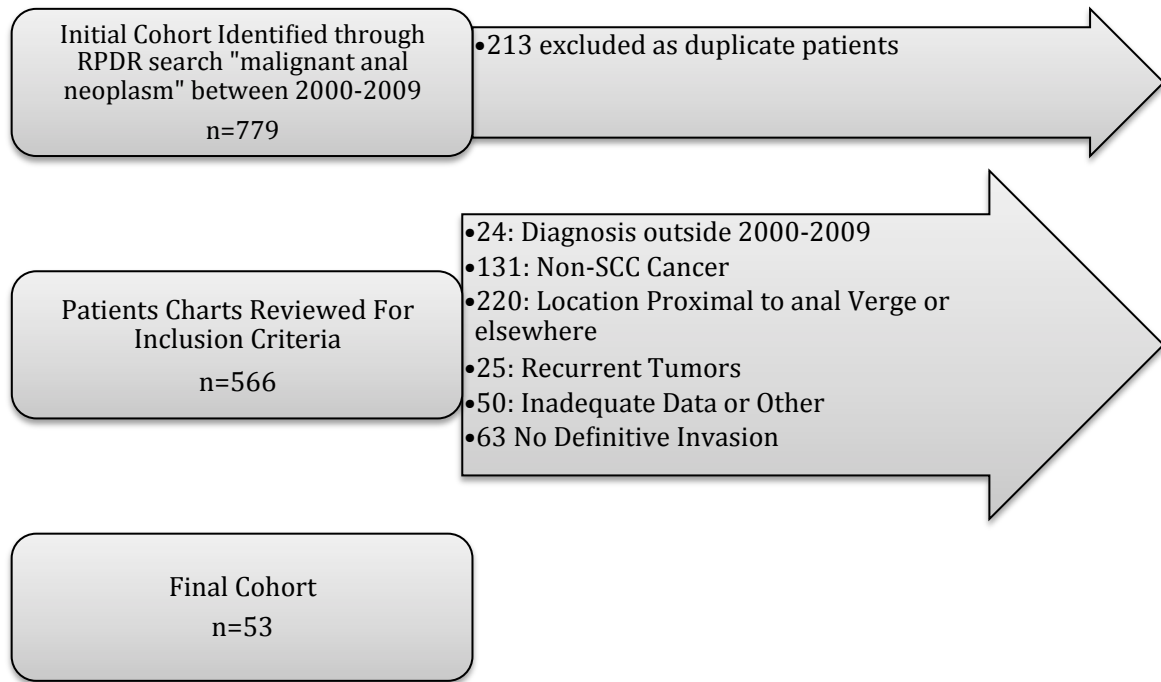 Initial Cohort Identified through
RPDR search "malignant anal
neoplasm" between 2000-2009
n=779
•213 excluded as duplicate patients
Patients Charts Reviewed For
Inclusion Criteria
n=566
•24: Diagnosis outside 2000-2009
•131: Non-SCC Cancer
•220: Location Proximal to anal Verge or
elsewhere
•25: Recurrent Tumors
•50: Inadequate Data or Other
•63 No Definitive Invasion
Final Cohort
n=53